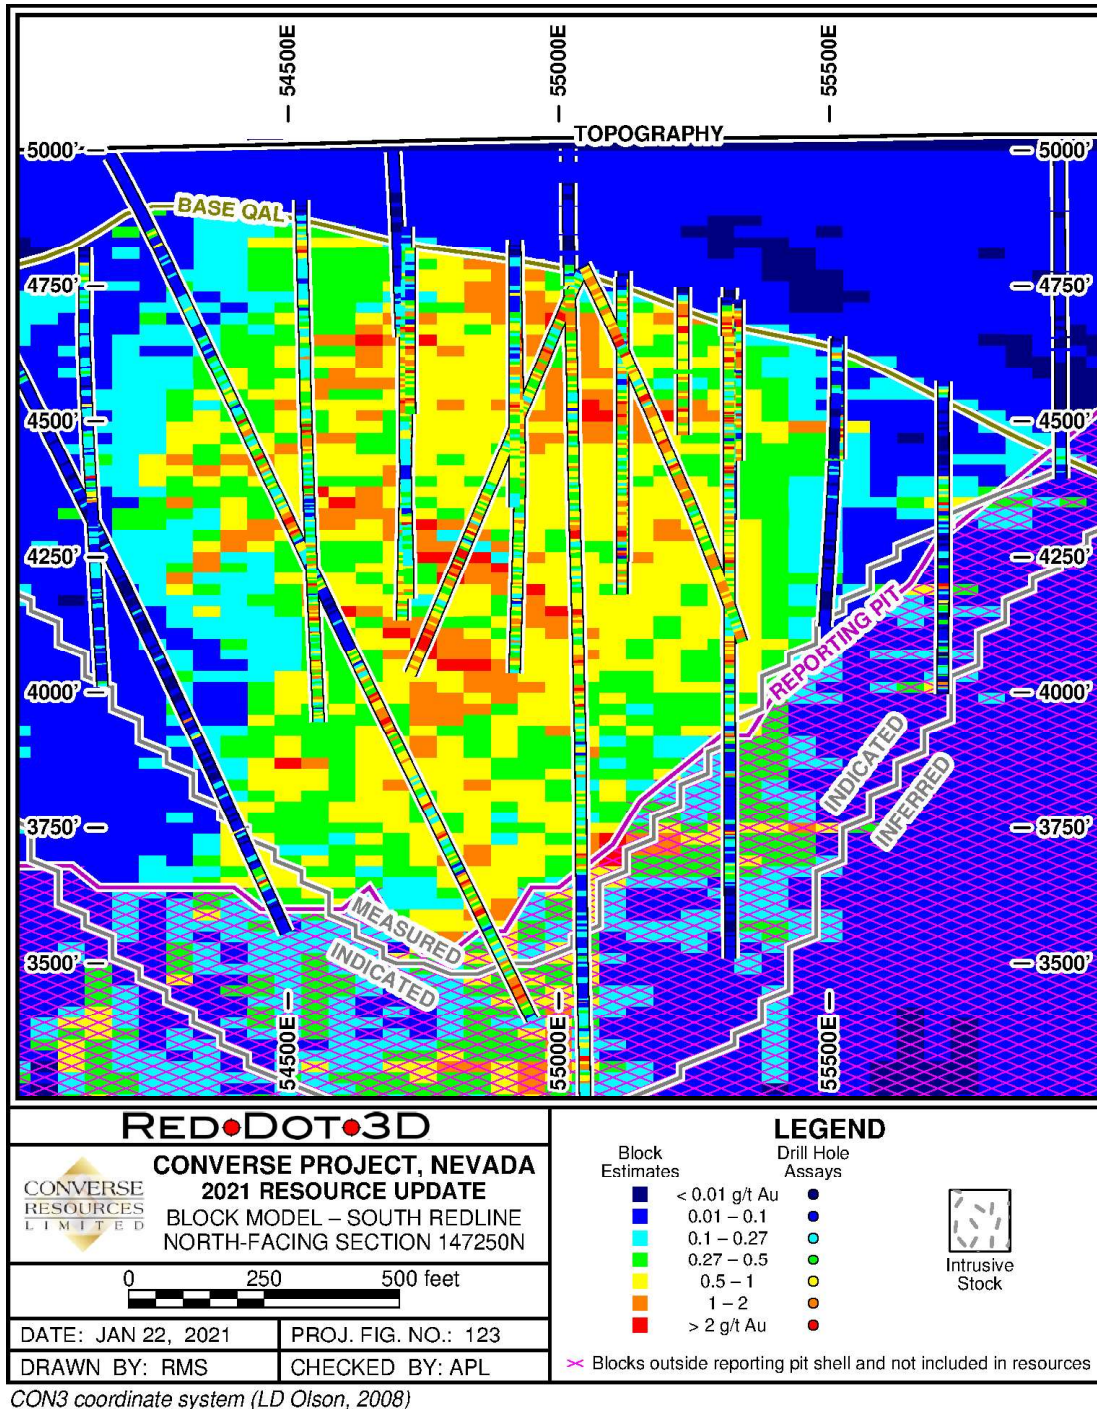 54500E
55000E
55500E
TOPOGRAPHY
5000'
5000'
BASE QAL
4750'
4750'
4500'
4500'
4250'
4250'
REPORTING PIT
4000'
4000'
INDICATED
INFERRED
3750'
3750'
MEASURED
INDICATED
3500'
3500'
54500E
55000E
55500E
RED DOT 3D
CONVERSE
RESOURCES
LIMITED
CONVERSE PROJECT, NEVADA
2021 RESOURCE UPDATE
BLOCK MODEL – SOUTH REDLINE
NORTH-FACING SECTION 147250N
0 250 500 feet
DATE: JAN 22, 2021
PROJ. FIG. NO.: 123
DRAWN BY: RMS
CHECKED BY: APL
LEGEND
Block
Estimates
Drill Hole
Assays
< 0.01 g/t Au
0.01 – 0.1
0.1 – 0.27
0.27 – 0.5
0.5 – 1
1 – 2
> 2 g/t Au
Intrusive
Stock
Blocks outside reporting pit shell and not included in resources
CON3 coordinate system (LD Olson, 2008)